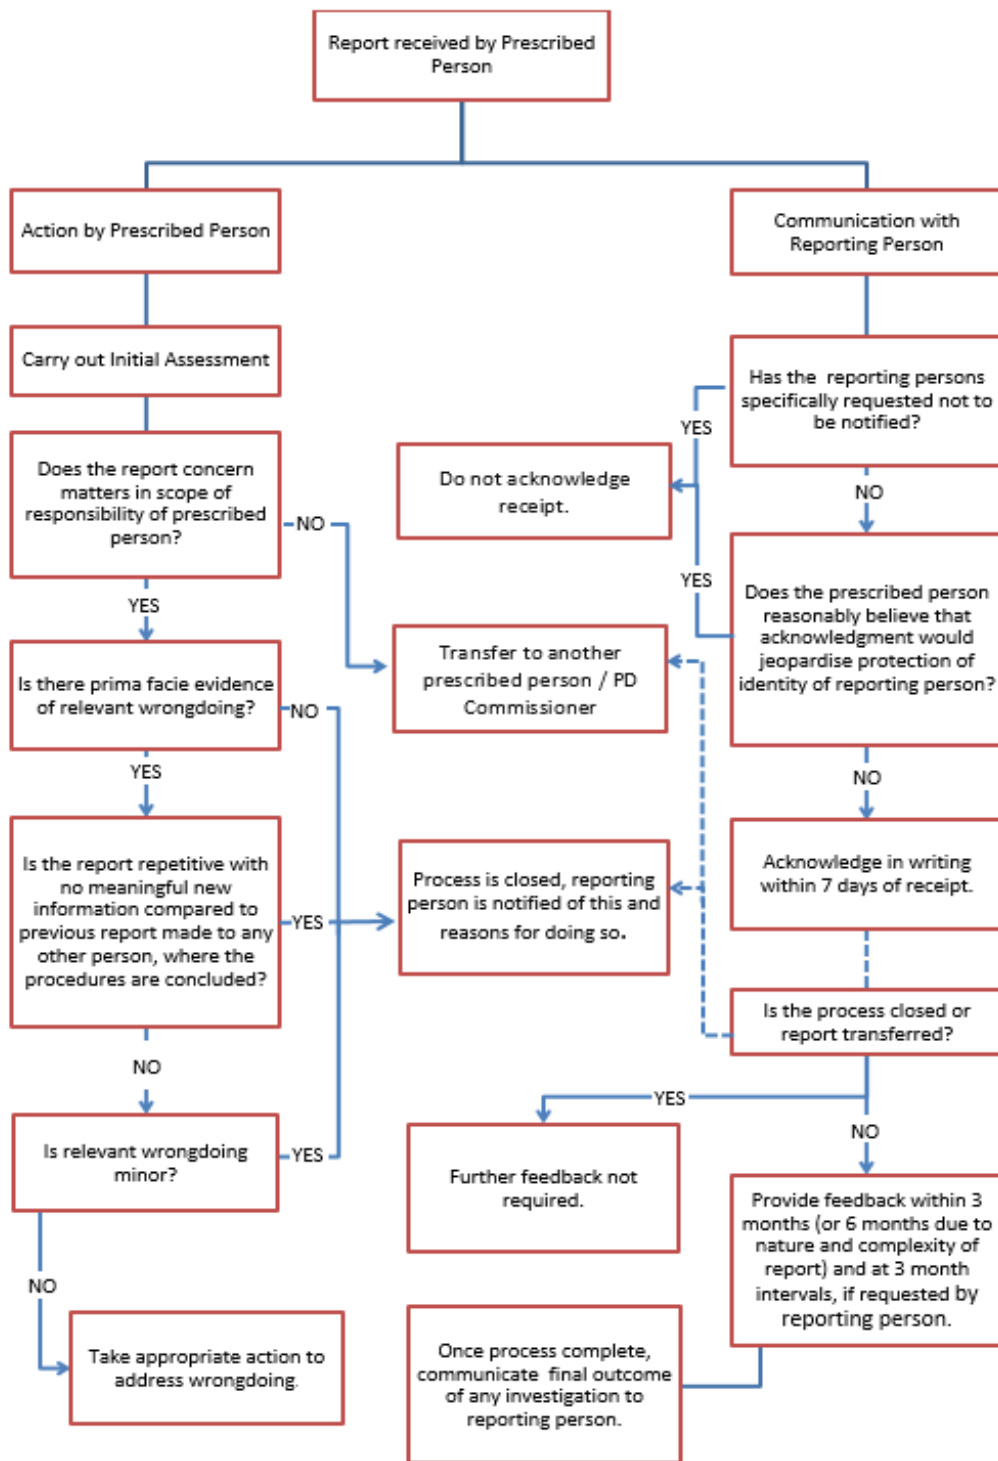 Report received by Prescribed
Person
Action by Prescribed Person
Communication with
Reporting Person
Carry out Initial Assessment
Has the reporting persons
specifically requested not to
be notified?
YES
Does the report concern
matters in scope of
responsibility of prescribed
person?
Do not acknowledge
receipt.
NO
NO
YES
YES
Does the prescribed person
reasonably believe that
acknowledgment would
jeopardise protection of
identity of reporting person?
Is there prima facie evidence
of relevant wrongdoing?
NO
Transfer to another
prescribed person / PD
Commissioner
YES
NO
Is the report repetitive with
no meaningful new
information compared to
previous report made to any
other person, where the
procedures are concluded?
YES
Process is closed, reporting
person is notified of this and
reasons for doing so.
Acknowledge in writing
within 7 days of receipt.
Is the process closed or
report transferred?
NO
YES
NO
Is relevant wrongdoing
minor?
YES
Further feedback not
required.
Provide feedback within 3
months (or 6 months due to
nature and complexity of
report) and at 3 month
intervals, if requested by
reporting person.
NO
Take appropriate action to
address wrongdoing.
Once process complete,
communicate final outcome
of any investigation to
reporting person.